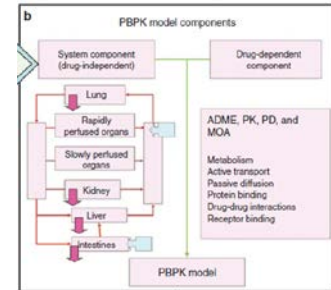 b
PBPK model components
System component
(drug-independent)
Drug-dependent
component
Lung
Rapidly
perfused organs
Slowly perfused
organs
Kidney
Liver
Intestines
ADME, PK, PD, and
MOA
Metabolism
Active transport
Passive diffusion
Protein binding
Drug-drug interactions
Receptor binding
PBPK model